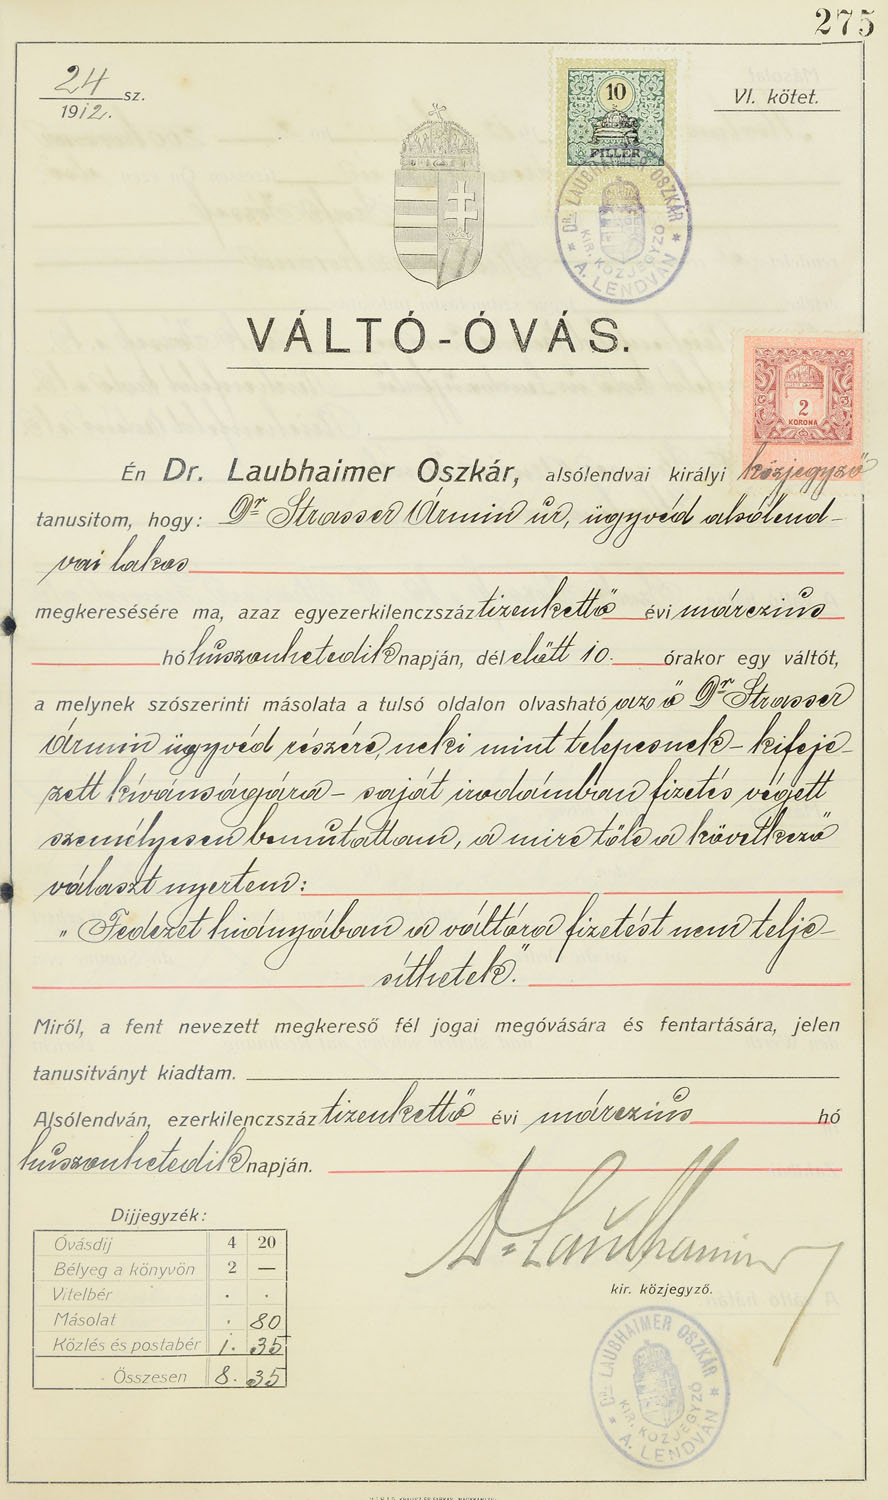 275
24 sz.
1912.
VI. kötet.
10
FILLÉR
DR. LAUBHAIMER OSZKÁR
KIR. KÖZJEGYZŐ
* A. LENDVÁN *
VÁLTÓ-ÓVÁS.
2
KORONA
Én Dr. Laubhaimer Oszkár, alsólendvai királyi közjegyző
tanusitom, hogy: Dr Strasser Ármin úr, ügyvéd alsólend-
vai lakos
megkeresésére ma, azaz egyezerkilenczszáz tizenkettő évi márczius
hó huszonhetedik napján, dél előtt 10. órakor egy váltót,
a melynek szószerinti másolata a tulsó oldalon olvasható, az ő Dr Strasser
Ármin ügyvéd részére, neki mint telepesnek – kifeje-
zett kívánságára – saját irodámban fizetés végett
személyesen bemutattam, a mire tőle a következő
választ nyertem:
„Fedezet hiányában a váltóra fizetést nem telje-
síthetek."
Miről, a fent nevezett megkereső fél jogai megóvására és fentartására, jelen
tanusitványt kiadtam.
Alsólendván, ezerkilenczszáz tizenkettő évi márczius hó
huszonhetedik napján.
Dr Laubhaimer
kir. közjegyző.
Dijjegyzék:
Óvásdij 4 20
Bélyeg a könyvön 2 —
Vitelbér . .
Másolat . 80
Közlés és postabér 1. 35
Összesen 8. 35
DR. LAUBHAIMER OSZKÁR
KIR. KÖZJEGYZŐ
* A. LENDVÁN *